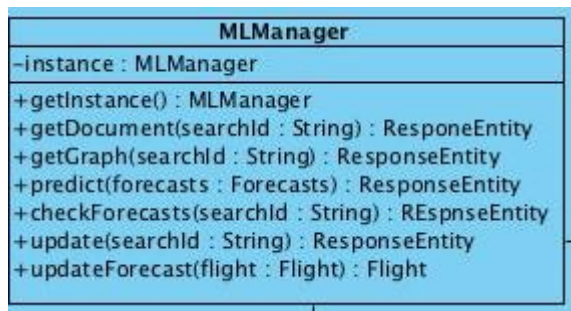 MLManager
-instance : MLManager
+getInstance() : MLManager
+getDocument(searchId : String) : ResponeEntity
+getGraph(searchId : String) : ResponseEntity
+predict(forecasts : Forecasts) : ResponseEntity
+checkForecasts(searchId : String) : REspnseEntity
+update(searchId : String) : ResponseEntity
+updateForecast(flight : Flight) : Flight